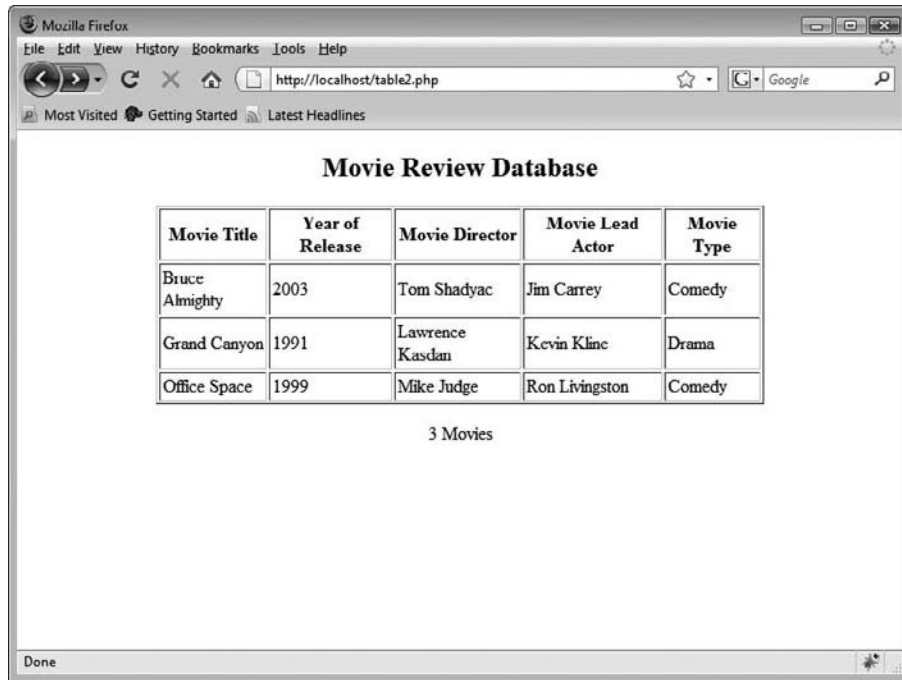 Mozilla Firefox
File Edit View History Bookmarks Tools Help
http://localhost/table2.php
G Google
Most Visited Getting Started Latest Headlines
Movie Review Database
Movie Title Year of Release Movie Director Movie Lead Actor Movie Type
Bruce Almighty 2003 Tom Shadyac Jim Carrey Comedy
Grand Canyon 1991 Lawrence Kasdan Kevin Kline Drama
Office Space 1999 Mike Judge Ron Livingston Comedy
3 Movies
Done